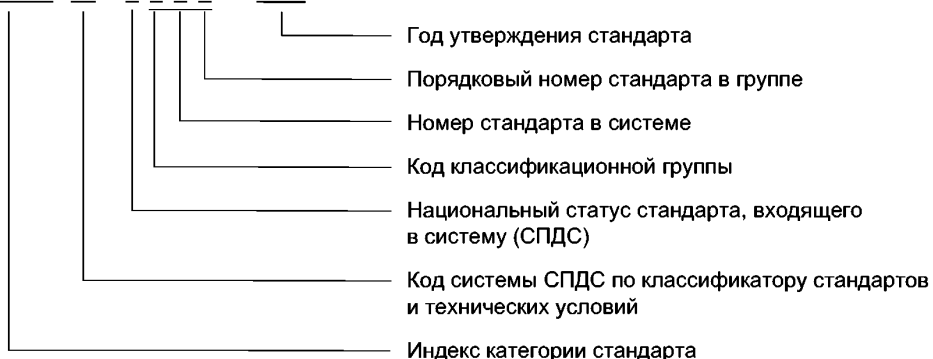 Год утверждения стандарта
Порядковый номер стандарта в группе
Номер стандарта в системе
Код классификационной группы
Национальный статус стандарта, входящего
в систему (СПДС)
Код системы СПДС по классификатору стандартов
и технических условий
Индекс категории стандарта